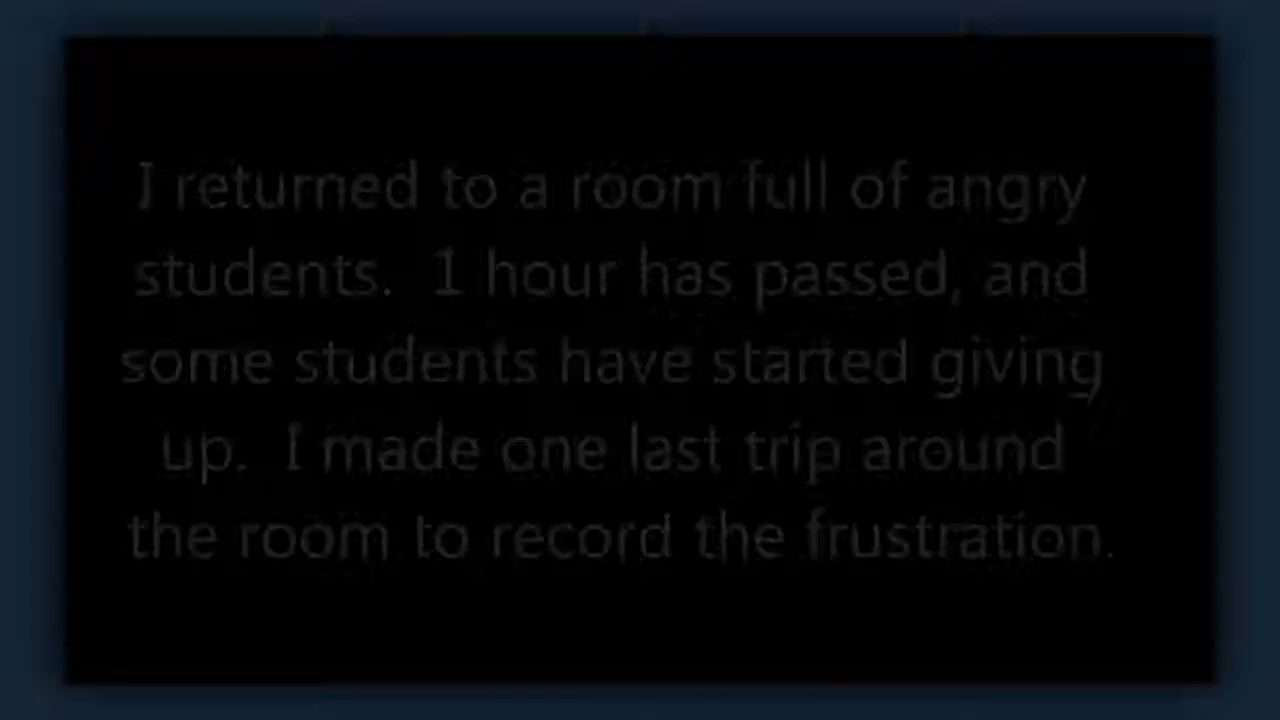 I returned to a room full of angry
students.  1 hour has passed, and
some students have started giving
up.  I made one last trip around
the room to record the frustration.